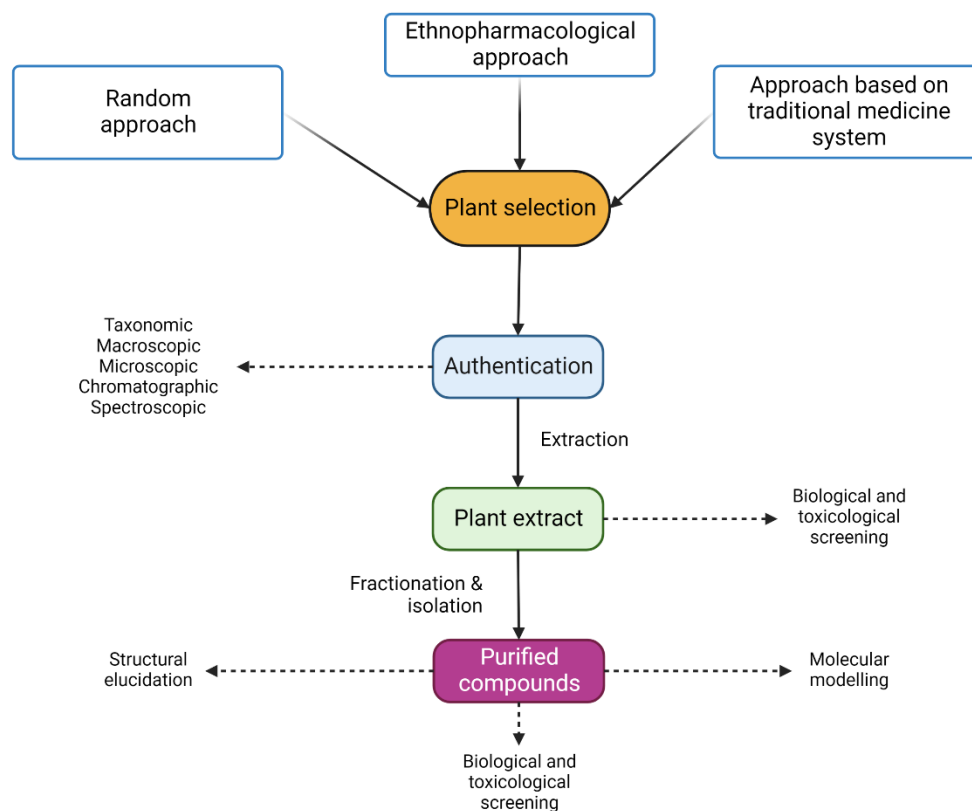 Ethnopharmacological
approach
Random
approach
Approach based on
traditional medicine
system
Plant selection
Taxonomic
Macroscopic
Microscopic
Chromatographic
Spectroscopic
Authentication
Extraction
Plant extract
Biological and
toxicological
screening
Fractionation &
isolation
Structural
elucidation
Purified
compounds
Molecular
modelling
Biological and
toxicological
screening